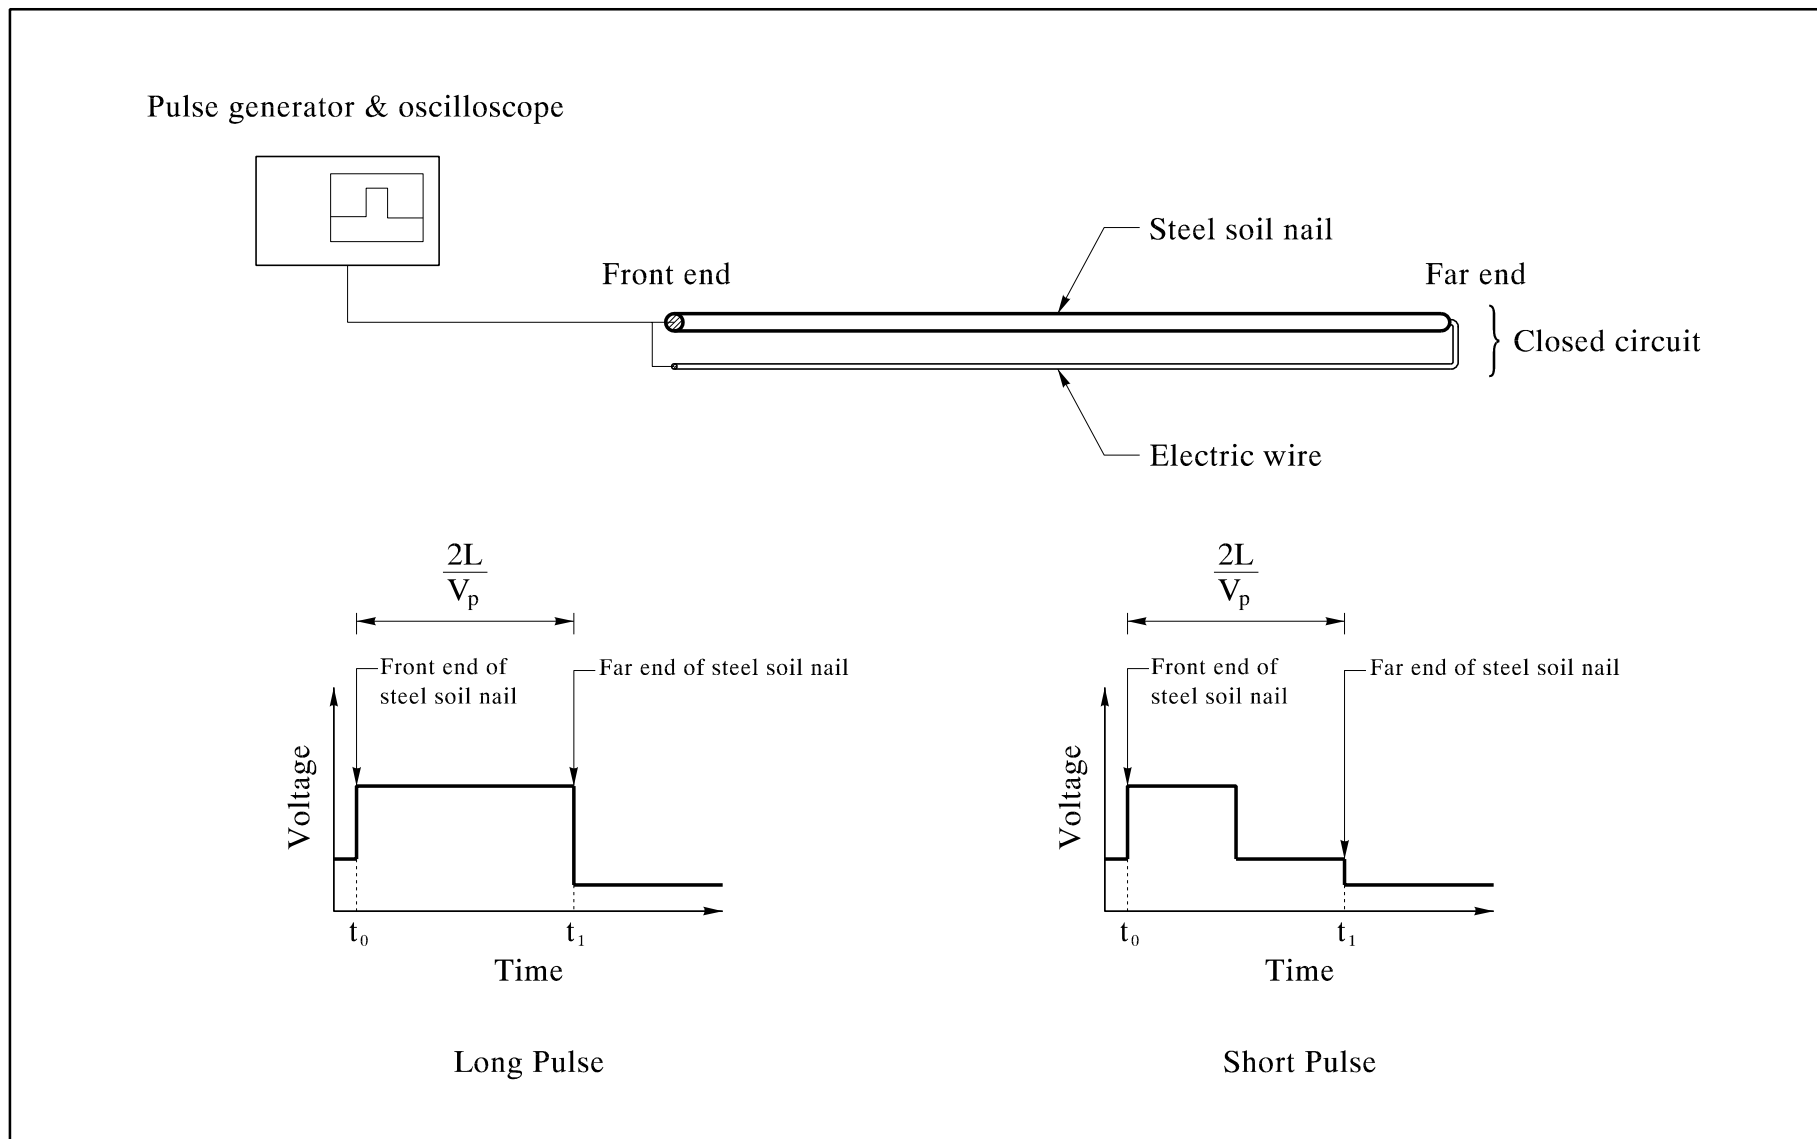 Pulse generator & oscilloscope
Steel soil nail
Front end
Far end
Closed circuit
Electric wire
2L
Vp
Front end of
steel soil nail
Far end of steel soil nail
Voltage
t0
t1
Time
Long Pulse
2L
Vp
Front end of
steel soil nail
Far end of steel soil nail
Voltage
t0
t1
Time
Short Pulse